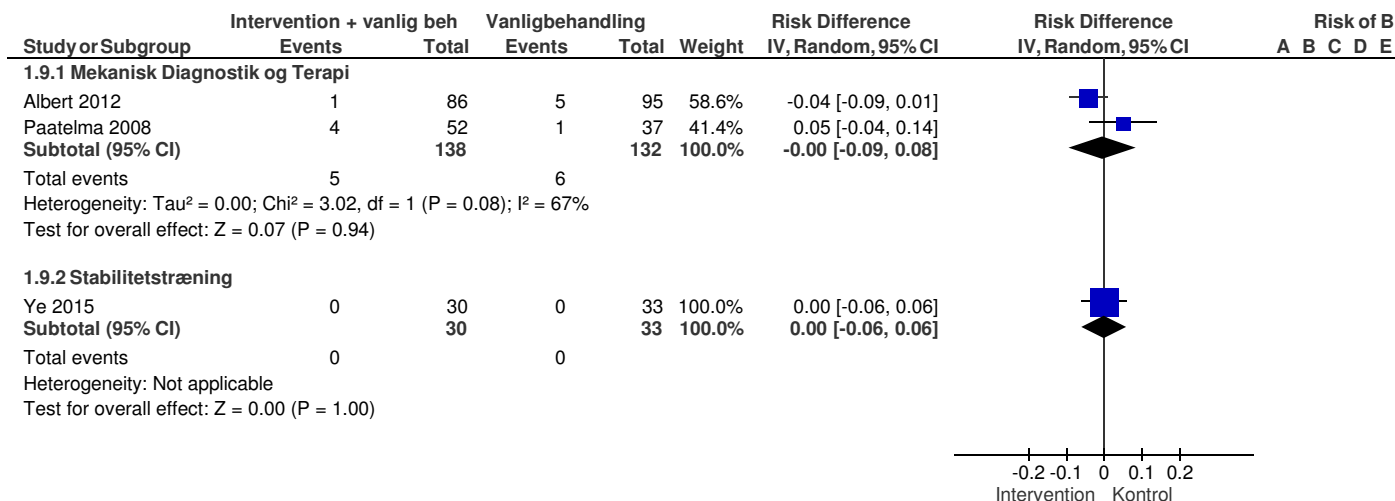 Intervention + vanlig beh Vanligbehandling Risk Difference Risk Difference Risk of B
Study or Subgroup Events Total Events Total Weight IV, Random, 95% CI IV, Random, 95% CI A B C D E
1.9.1 Mekanisk Diagnostik og Terapi
Albert 2012 1 86 5 95 58.6% -0.04 [-0.09, 0.01]
Paatelma 2008 4 52 1 37 41.4% 0.05 [-0.04, 0.14]
Subtotal (95% CI) 138 132 100.0% -0.00 [-0.09, 0.08]
Total events 5 6
Heterogeneity: Tau² = 0.00; Chi² = 3.02, df = 1 (P = 0.08); I² = 67%
Test for overall effect: Z = 0.07 (P = 0.94)
1.9.2 Stabilitetstræning
Ye 2015 0 30 0 33 100.0% 0.00 [-0.06, 0.06]
Subtotal (95% CI) 30 33 100.0% 0.00 [-0.06, 0.06]
Total events 0 0
Heterogeneity: Not applicable
Test for overall effect: Z = 0.00 (P = 1.00)
-0.2 -0.1 0 0.1 0.2
Intervention Kontrol